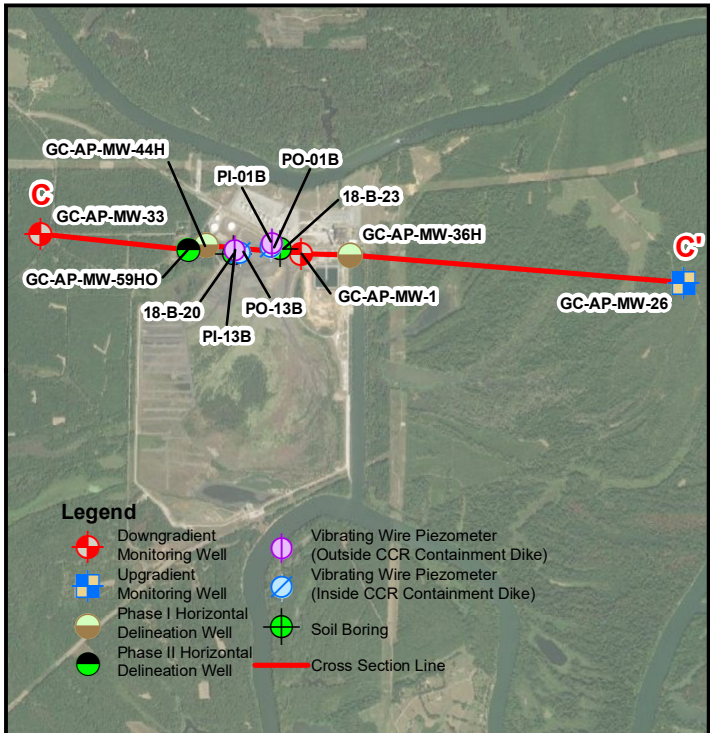 GC-AP-MW-44H
PO-01B
PI-01B
18-B-23
C
GC-AP-MW-33
GC-AP-MW-36H
C'
GC-AP-MW-59HO
GC-AP-MW-1
GC-AP-MW-26
18-B-20
PO-13B
PI-13B
Legend
Downgradient
Monitoring Well
Upgradient
Monitoring Well
Phase I Horizontal
Delineation Well
Phase II Horizontal
Delineation Well
Vibrating Wire Piezometer
(Outside CCR Containment Dike)
Vibrating Wire Piezometer
(Inside CCR Containment Dike)
Soil Boring
Cross Section Line